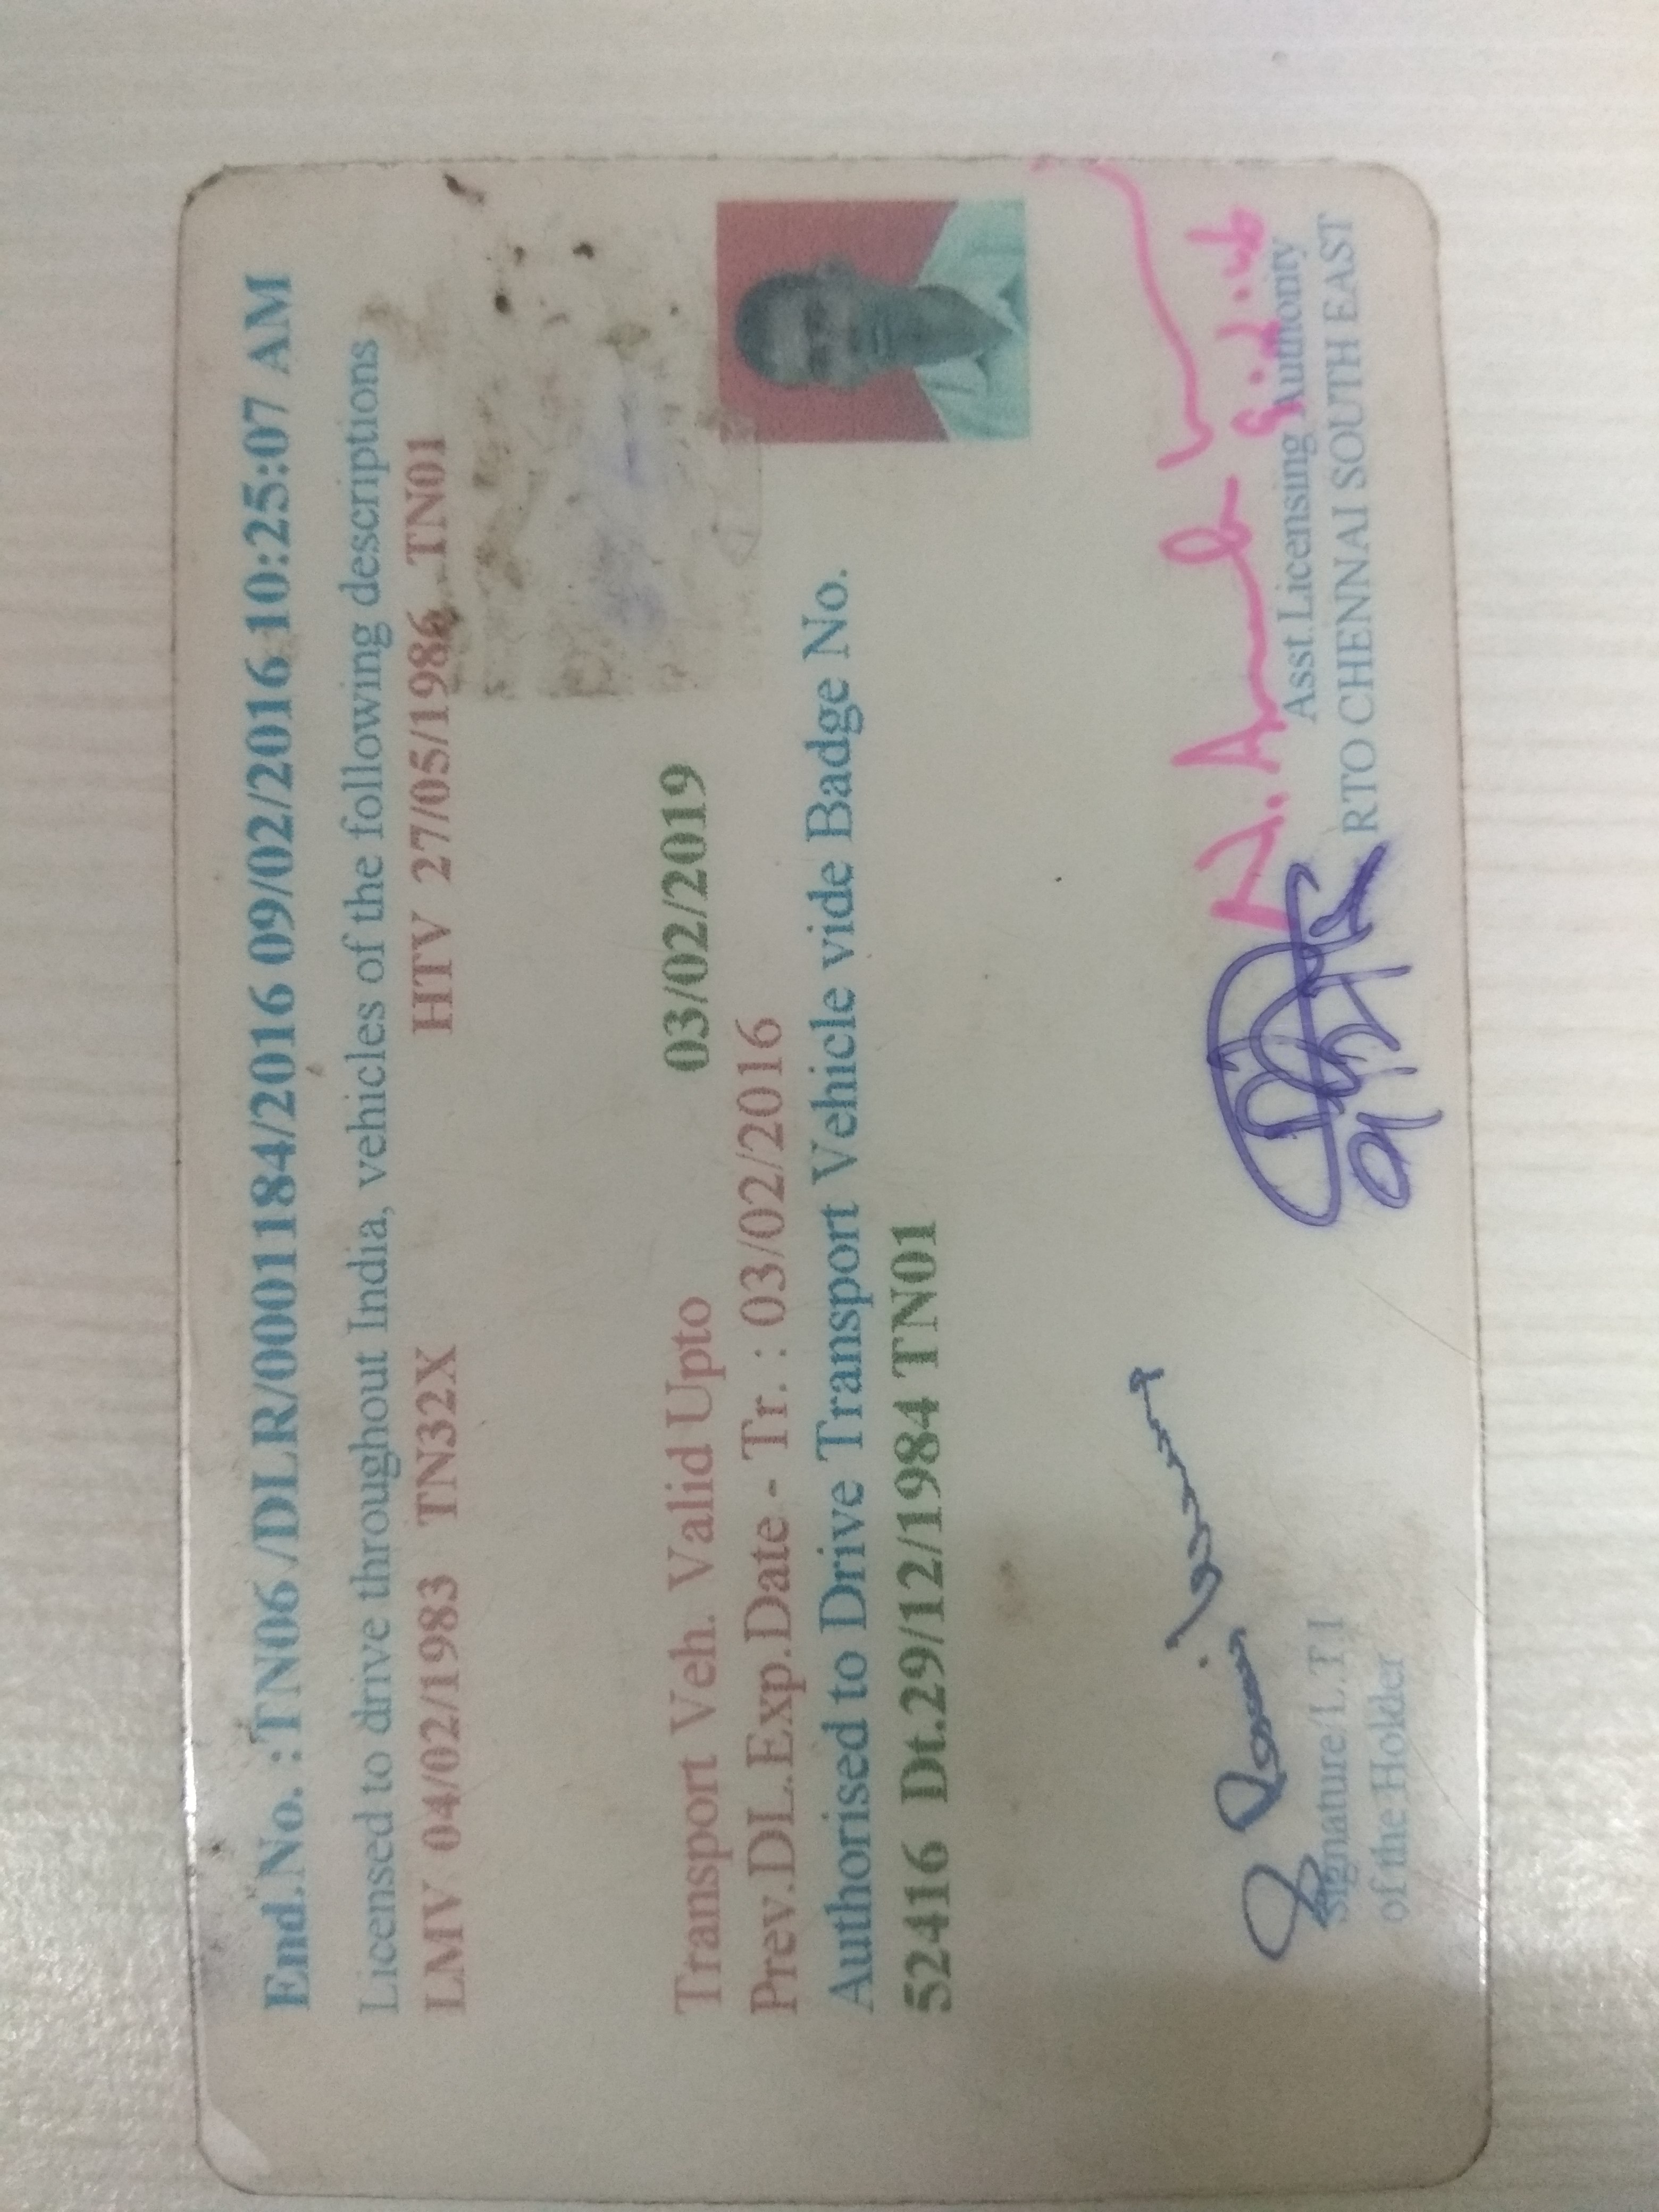 End.No. :TN06 /DLR/0001184/2016 09/02/2016 10:25:07 AM
Licensed to drive throughout India, vehicles of the following descriptions
LMV 04/02/1983 TN32X HTV 27/05/1986 TN01
Transport Veh. Valid Upto 03/02/2019
Prev.DL.Exp.Date - Tr. : 03/02/2016
Authorised to Drive Transport Vehicle vide Badge No.
52416 Dt.29/12/1984 TN01
Signature/L.T I
of the Holder
Asst.Licensing Authority
RTO CHENNAI SOUTH EAST